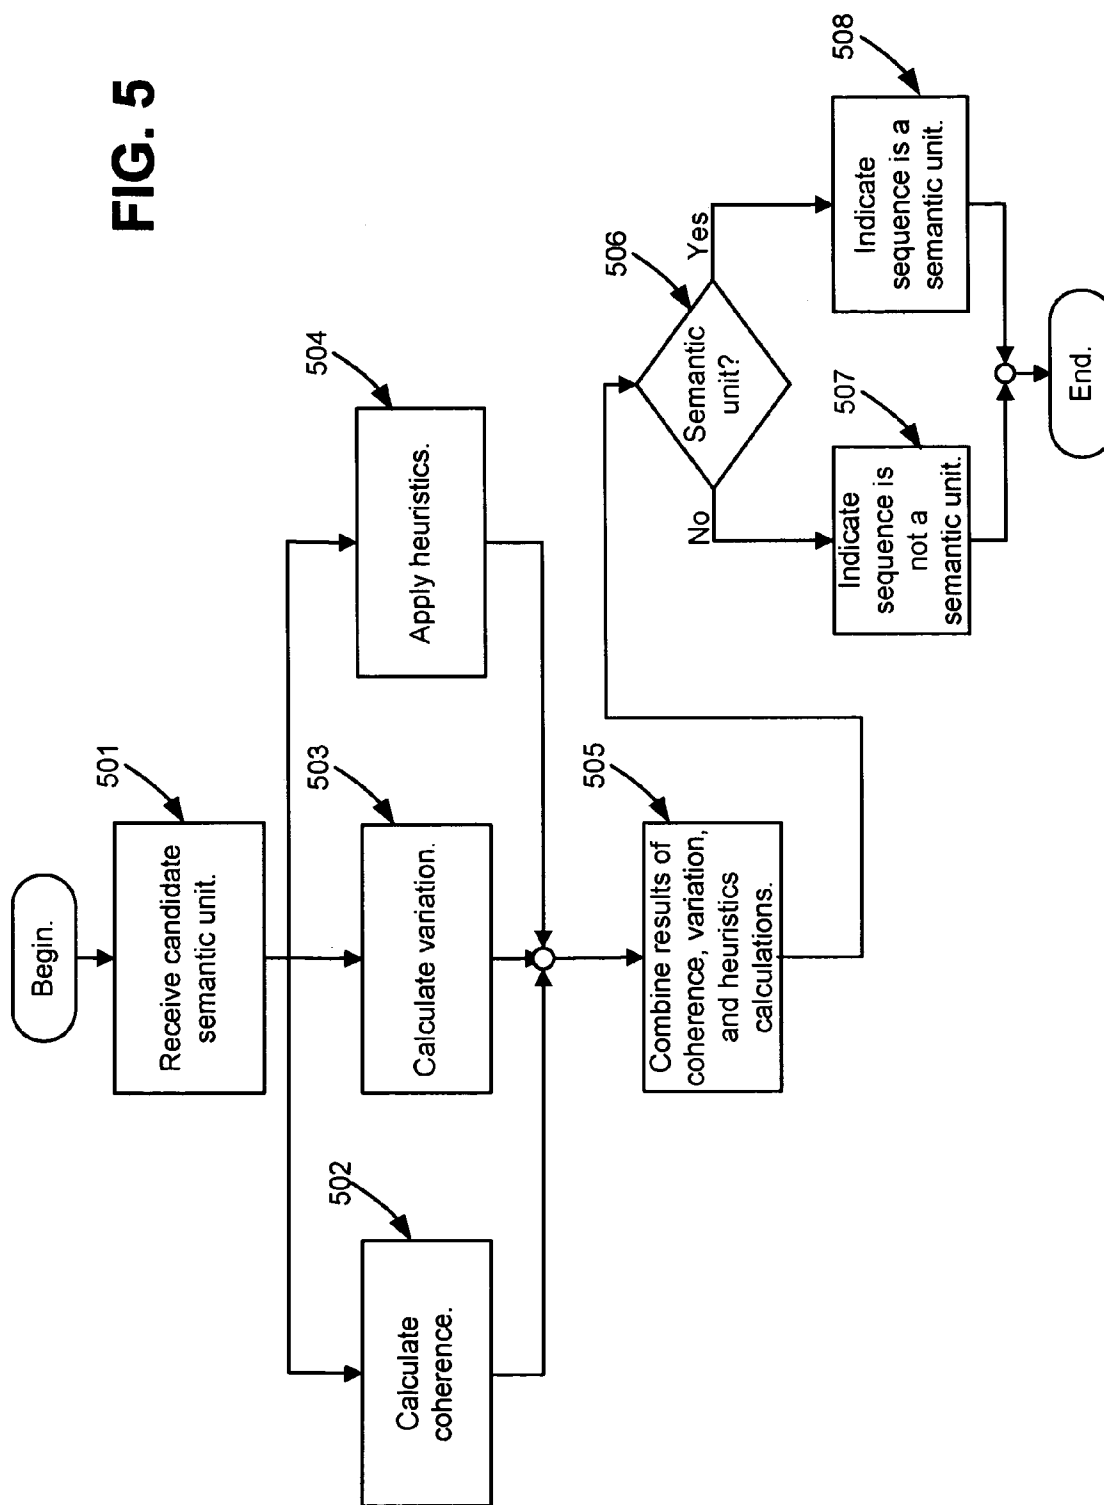 FIG. 5
Begin.
501
Receive candidate
semantic unit.
502
Calculate
coherence.
503
Calculate variation.
504
Apply heuristics.
505
Combine results of
coherence, variation,
and heuristics
calculations.
506
Semantic
unit?
No
Yes
507
Indicate
sequence is
not a
semantic unit.
508
Indicate
sequence is a
semantic unit.
End.